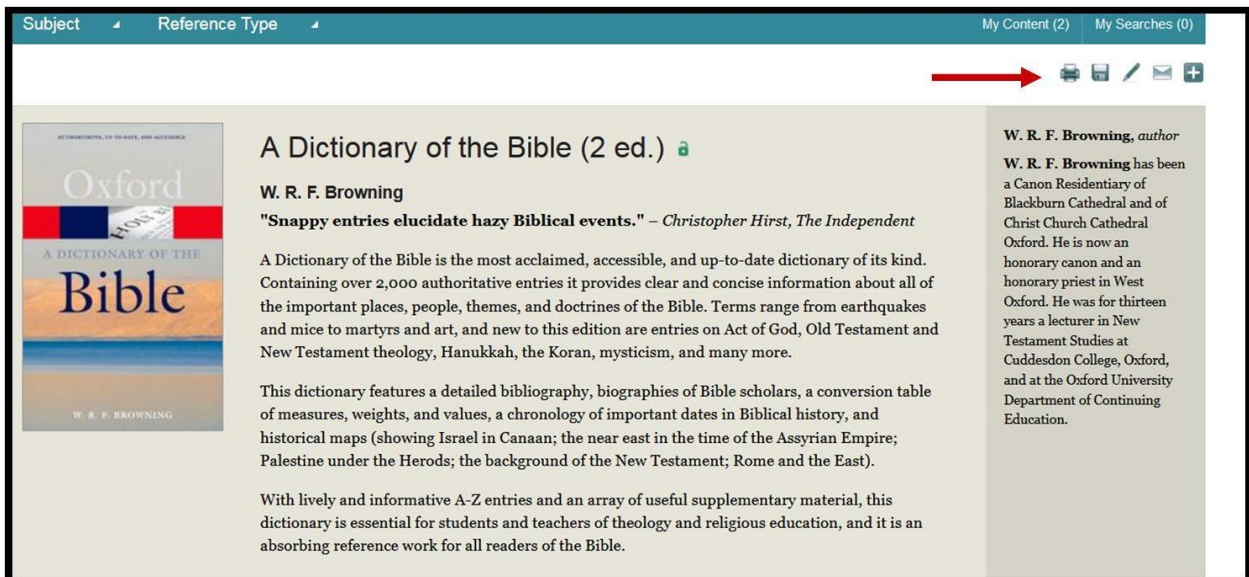 Subject Reference Type My Content (2) My Searches (0)
AUTHORITATIVE, UP-TO-DATE, AND ACCESSIBLE
Oxford
HOLY BI
A DICTIONARY OF THE
Bible
W. R. F. BROWNING
A Dictionary of the Bible (2 ed.)
W. R. F. Browning
"Snappy entries elucidate hazy Biblical events." – Christopher Hirst, The Independent
A Dictionary of the Bible is the most acclaimed, accessible, and up-to-date dictionary of its kind.
Containing over 2,000 authoritative entries it provides clear and concise information about all of
the important places, people, themes, and doctrines of the Bible. Terms range from earthquakes
and mice to martyrs and art, and new to this edition are entries on Act of God, Old Testament and
New Testament theology, Hanukkah, the Koran, mysticism, and many more.
This dictionary features a detailed bibliography, biographies of Bible scholars, a conversion table
of measures, weights, and values, a chronology of important dates in Biblical history, and
historical maps (showing Israel in Canaan; the near east in the time of the Assyrian Empire;
Palestine under the Herods; the background of the New Testament; Rome and the East).
With lively and informative A-Z entries and an array of useful supplementary material, this
dictionary is essential for students and teachers of theology and religious education, and it is an
absorbing reference work for all readers of the Bible.
W. R. F. Browning, author
W. R. F. Browning has been
a Canon Residentiary of
Blackburn Cathedral and of
Christ Church Cathedral
Oxford. He is now an
honorary canon and an
honorary priest in West
Oxford. He was for thirteen
years a lecturer in New
Testament Studies at
Cuddesdon College, Oxford,
and at the Oxford University
Department of Continuing
Education.